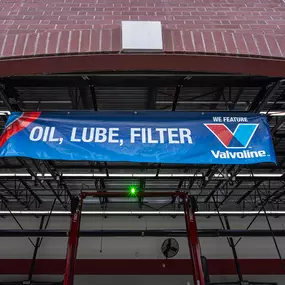 OIL, LUBE, FILTER
WE FEATURE
Valvoline